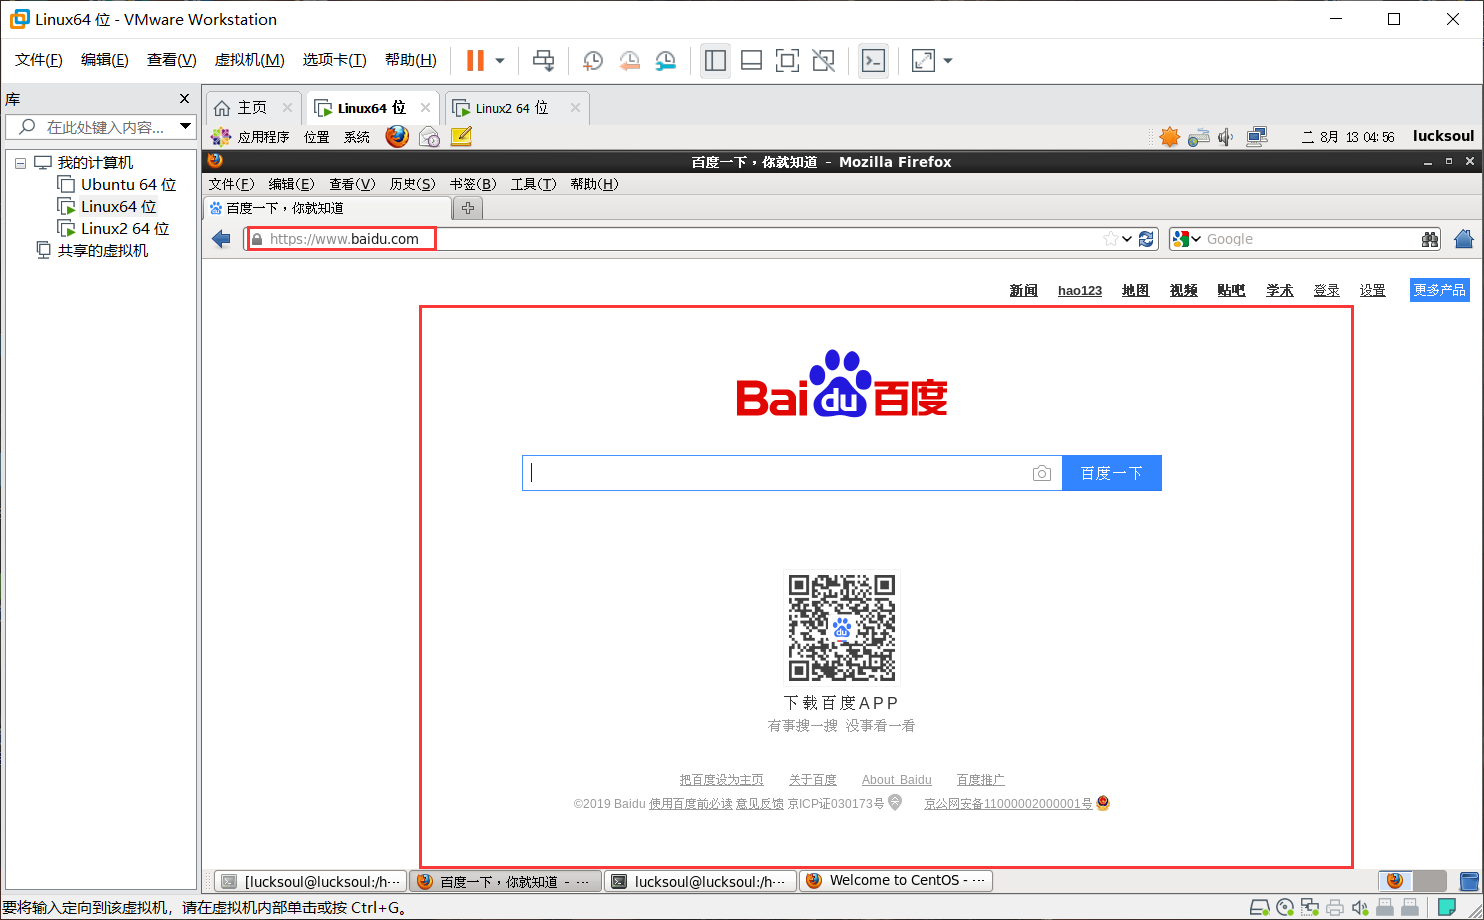 Linux64 位 - VMware Workstation
文件(F) 编辑(E) 查看(V) 虚拟机(M) 选项卡(T) 帮助(H)
库
在此处键入内容...
我的计算机
Ubuntu 64 位
Linux64 位
Linux2 64 位
共享的虚拟机
主页 Linux64 位 Linux2 64 位
应用程序 位置 系统 二 8月 13 04:56 lucksoul
百度一下，你就知道 - Mozilla Firefox
文件(F) 编辑(E) 查看(V) 历史(S) 书签(B) 工具(T) 帮助(H)
百度一下，你就知道
https://www.baidu.com Google
新闻 hao123 地图 视频 贴吧 学术 登录 设置 更多产品
Bai du 百度
百度一下
du
下载百度APP
有事搜一搜 没事看一看
把百度设为主页 关于百度 About Baidu 百度推广
©2019 Baidu 使用百度前必读 意见反馈 京ICP证030173号 京公网安备11000002000001号
[lucksoul@lucksoul:/h··· 百度一下，你就知道 - ··· lucksoul@lucksoul:/h··· Welcome to CentOS - ···
要将输入定向到该虚拟机，请在虚拟机内部单击或按 Ctrl+G。